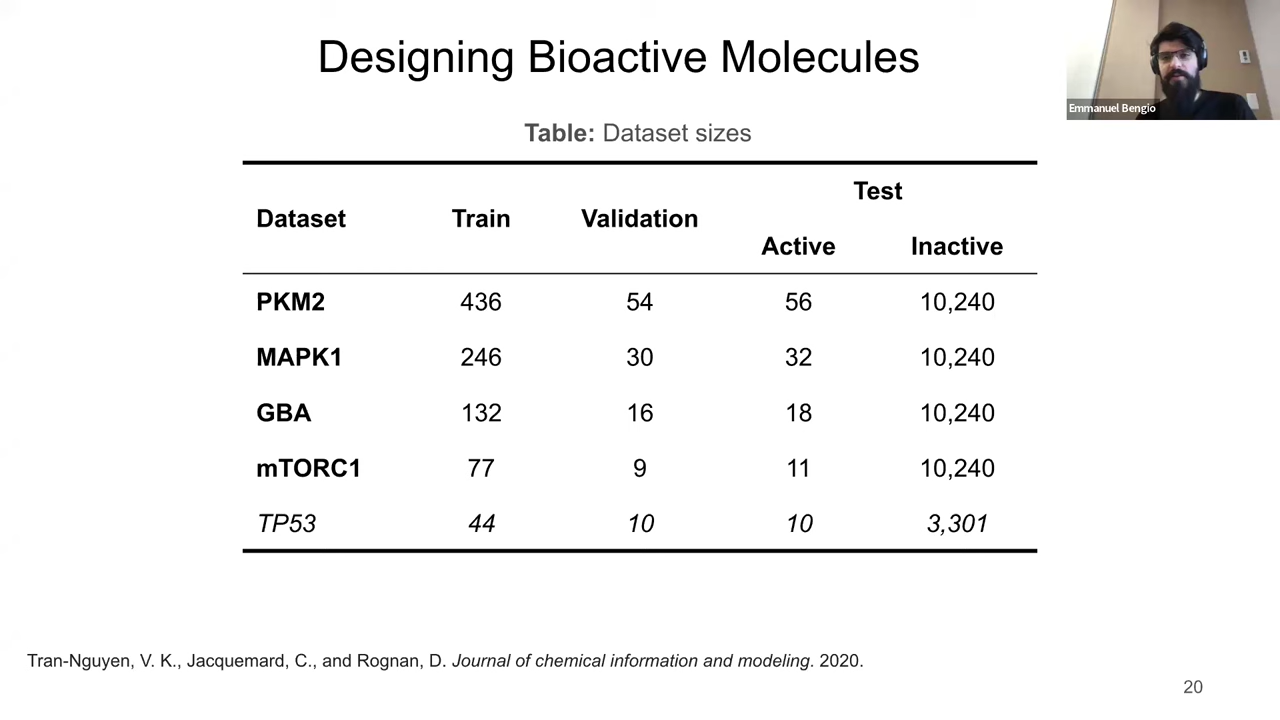 Designing Bioactive Molecules
Emmanuel Bengio
Table: Dataset sizes
Dataset Train Validation Test
Active Inactive
PKM2 436 54 56 10,240
MAPK1 246 30 32 10,240
GBA 132 16 18 10,240
mTORC1 77 9 11 10,240
TP53 44 10 10 3,301
Tran-Nguyen, V. K., Jacquemard, C., and Rognan, D. Journal of chemical information and modeling. 2020.
20